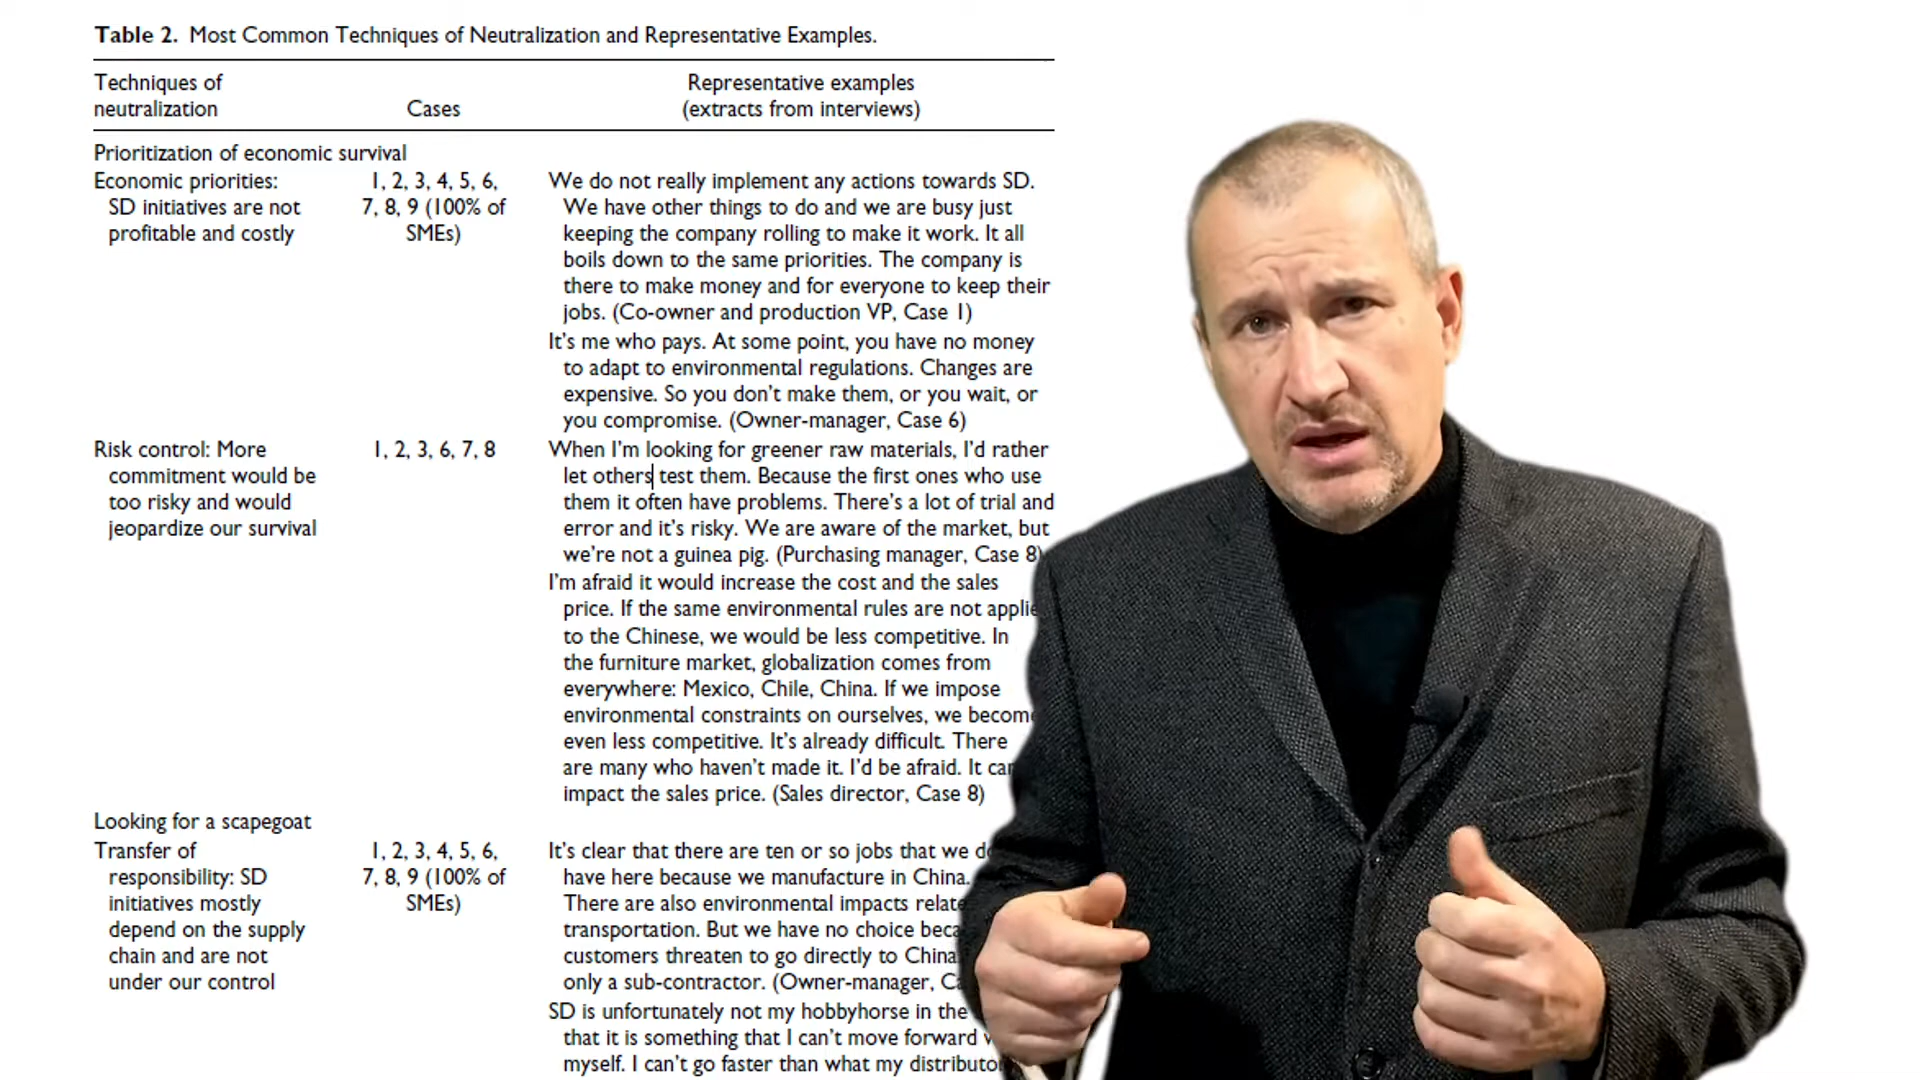 Table 2. Most Common Techniques of Neutralization and Representative Examples.
Techniques of neutralization
Cases
Representative examples (extracts from interviews)
Prioritization of economic survival
Economic priorities:
SD initiatives are not
profitable and costly
1, 2, 3, 4, 5, 6,
7, 8, 9 (100% of
SMEs)
We do not really implement any actions towards SD.
We have other things to do and we are busy just
keeping the company rolling to make it work. It all
boils down to the same priorities. The company is
there to make money and for everyone to keep their
jobs. (Co-owner and production VP, Case 1)
It's me who pays. At some point, you have no money
to adapt to environmental regulations. Changes are
expensive. So you don't make them, or you wait, or
you compromise. (Owner-manager, Case 6)
Risk control: More
commitment would be
too risky and would
jeopardize our survival
1, 2, 3, 6, 7, 8
When I'm looking for greener raw materials, I'd rather
let others test them. Because the first ones who use
them it often have problems. There's a lot of trial and
error and it's risky. We are aware of the market, but
we're not a guinea pig. (Purchasing manager, Case 8)
I'm afraid it would increase the cost and the sales
price. If the same environmental rules are not
to the Chinese, we would be less competitive. In
the furniture market, globalization comes from
everywhere: Mexico, Chile, China. If we impose
environmental constraints on ourselves, we
even less competitive. It's already difficult. There
are many who haven't made it. I'd be afraid. It
impact the sales price. (Sales director, Case 8)
Looking for a scapegoat
Transfer of
responsibility: SD
initiatives mostly
depend on the supply
chain and are not
under our control
1, 2, 3, 4, 5, 6,
7, 8, 9 (100% of
SMEs)
It's clear that there are ten or so jobs that we
have here because we manufacture in China.
There are also environmental impacts
transportation. But we have no choice
customers threaten to go directly to China
only a sub-contractor. (Owner-manager,
SD is unfortunately not my hobbyhorse in the
that it is something that I can't move forward
myself. I can't go faster than what my